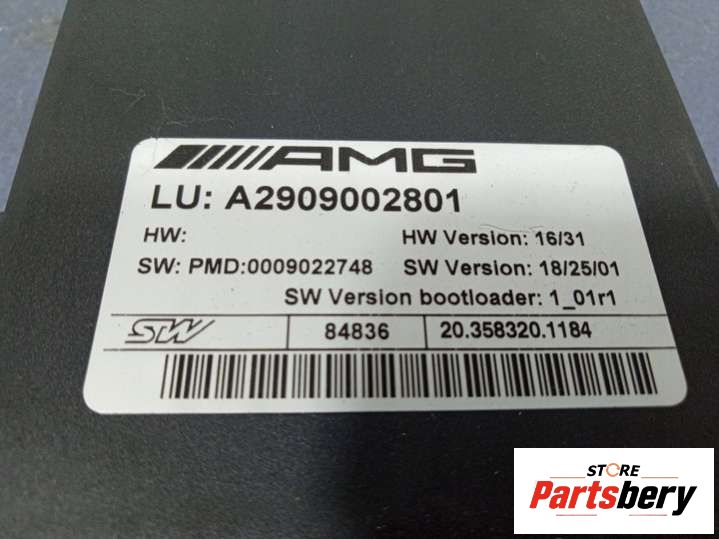 AMG
LU: A2909002801
HW: HW Version: 16/31
SW: PMD:0009022748 SW Version: 18/25/01
SW Version bootloader: 1_01r1
STW 84836 20.358320.1184
STORE
Partsbery